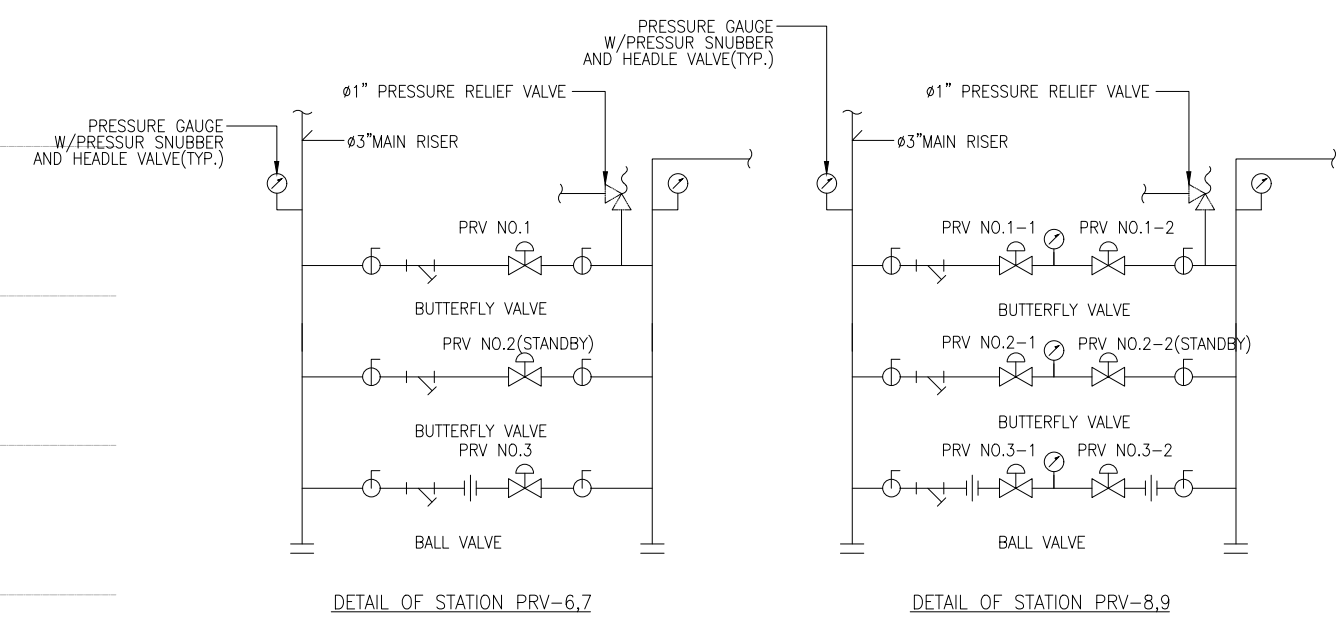 PRESSURE GAUGE
W/PRESSUR SNUBBER
AND HEADLE VALVE(TYP.)
ø1" PRESSURE RELIEF VALVE
ø3"MAIN RISER
PRV NO.1
BUTTERFLY VALVE
PRV NO.2(STANDBY)
BUTTERFLY VALVE
PRV NO.3
BALL VALVE
DETAIL OF STATION PRV-6,7
PRESSURE GAUGE
W/PRESSUR SNUBBER
AND HEADLE VALVE(TYP.)
ø1" PRESSURE RELIEF VALVE
ø3"MAIN RISER
PRV NO.1-1
PRV NO.1-2
BUTTERFLY VALVE
PRV NO.2-1
PRV NO.2-2(STANDBY)
BUTTERFLY VALVE
PRV NO.3-1
PRV NO.3-2
BALL VALVE
DETAIL OF STATION PRV-8,9